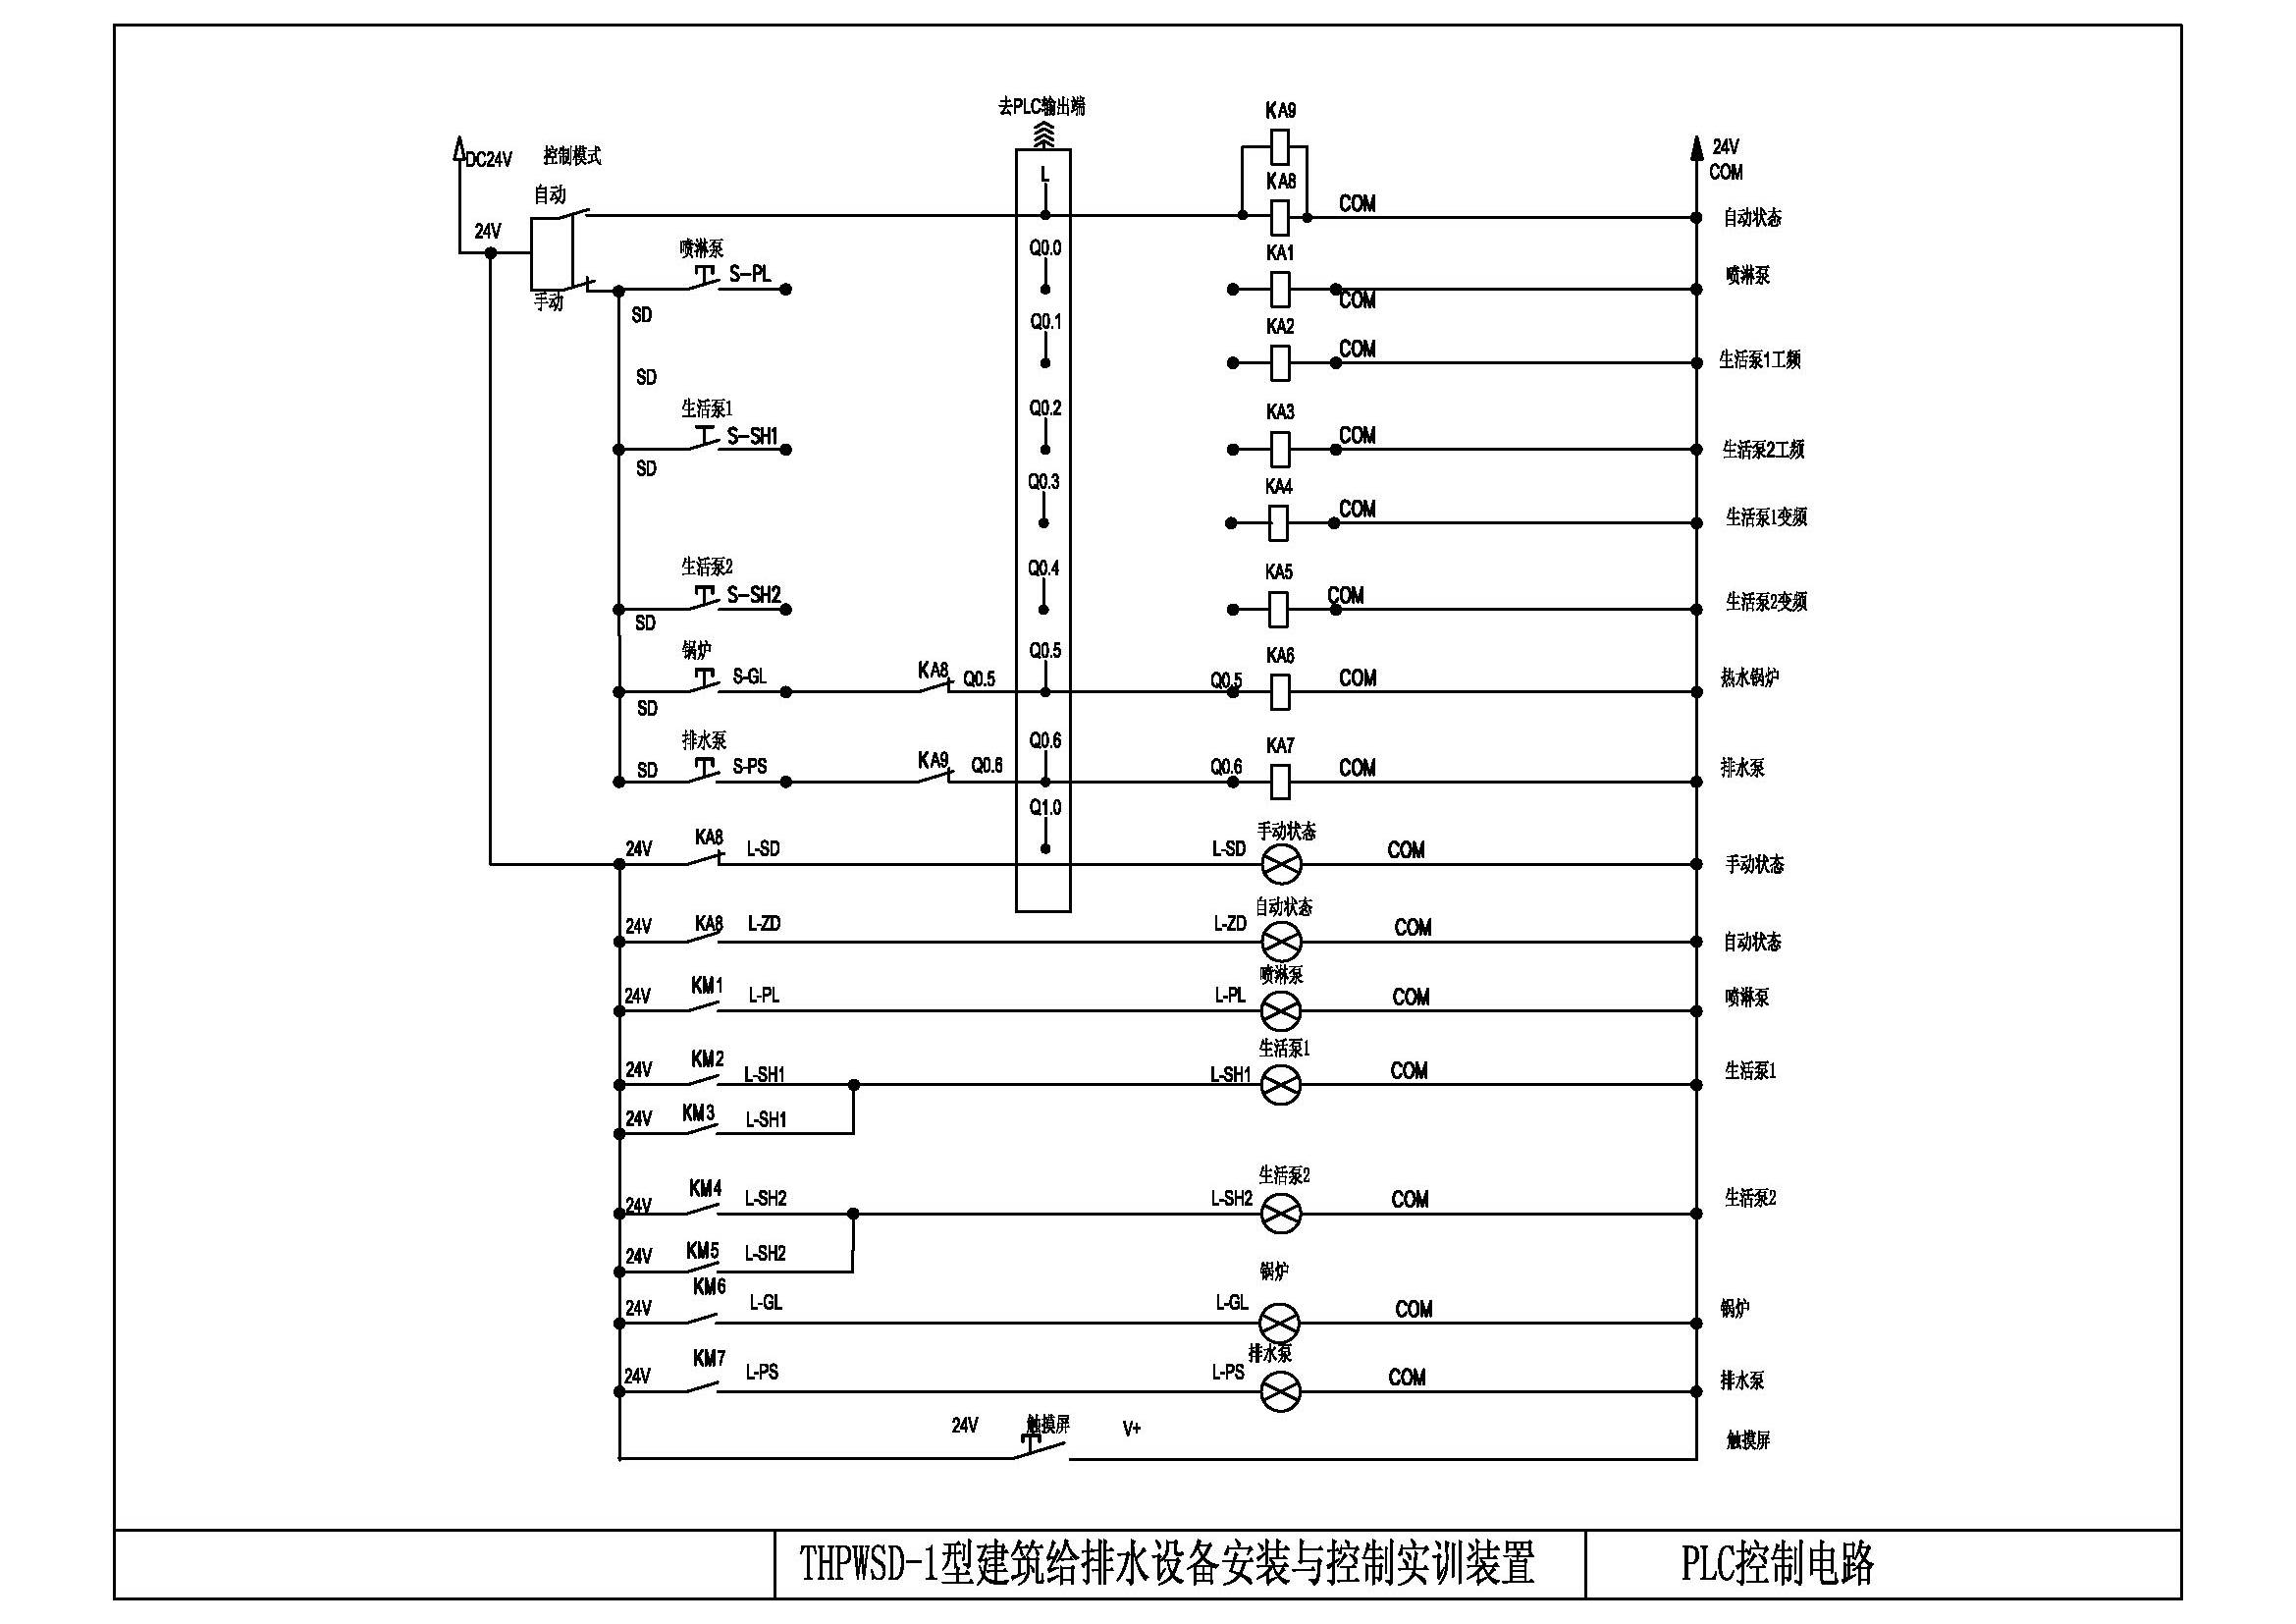 去PLC输出端
KA9
DC24V
控制模式
24V
COM
L
KA8
自动
COM
自动状态
24V
喷淋泵
Q0.0
KA1
S-PL
喷淋泵
手动
SD
COM
Q0.1
KA2
COM
生活泵1工频
SD
生活泵1
Q0.2
KA3
S-SH1
COM
生活泵2工频
SD
Q0.3
KA4
COM
生活泵1变频
生活泵2
Q0.4
KA5
S-SH2
COM
生活泵2变频
SD
锅炉
Q0.5
KA6
S-GL
KA8
Q0.5
Q0.5
COM
热水锅炉
SD
排水泵
Q0.6
KA7
SD
S-PS
KA9
Q0.6
Q0.6
COM
排水泵
Q1.0
手动状态
24V
KA8
L-SD
L-SD
COM
手动状态
自动状态
24V
KA8
L-ZD
L-ZD
COM
自动状态
喷淋泵
24V
KM1
L-PL
L-PL
COM
喷淋泵
生活泵1
24V
KM2
L-SH1
L-SH1
COM
生活泵1
24V
KM3
L-SH1
生活泵2
24V
KM4
L-SH2
L-SH2
COM
生活泵2
24V
KM5
L-SH2
锅炉
24V
KM6
L-GL
L-GL
COM
锅炉
排水泵
24V
KM7
L-PS
L-PS
COM
排水泵
24V
触摸屏
V+
触摸屏
THPWSD-1型建筑给排水设备安装与控制实训装置
PLC控制电路